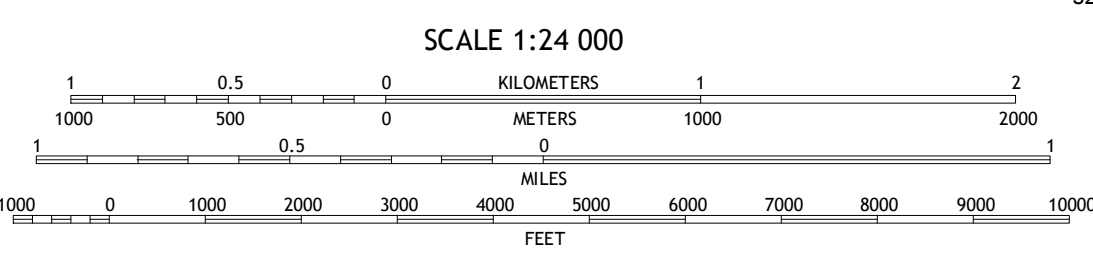 SCALE 1:24 000
1 0.5 0 KILOMETERS 1 2
1000 500 0 METERS 1000 2000
1 0.5 0 1
MILES
1000 0 1000 2000 3000 4000 5000 6000 7000 8000 9000 10000
FEET